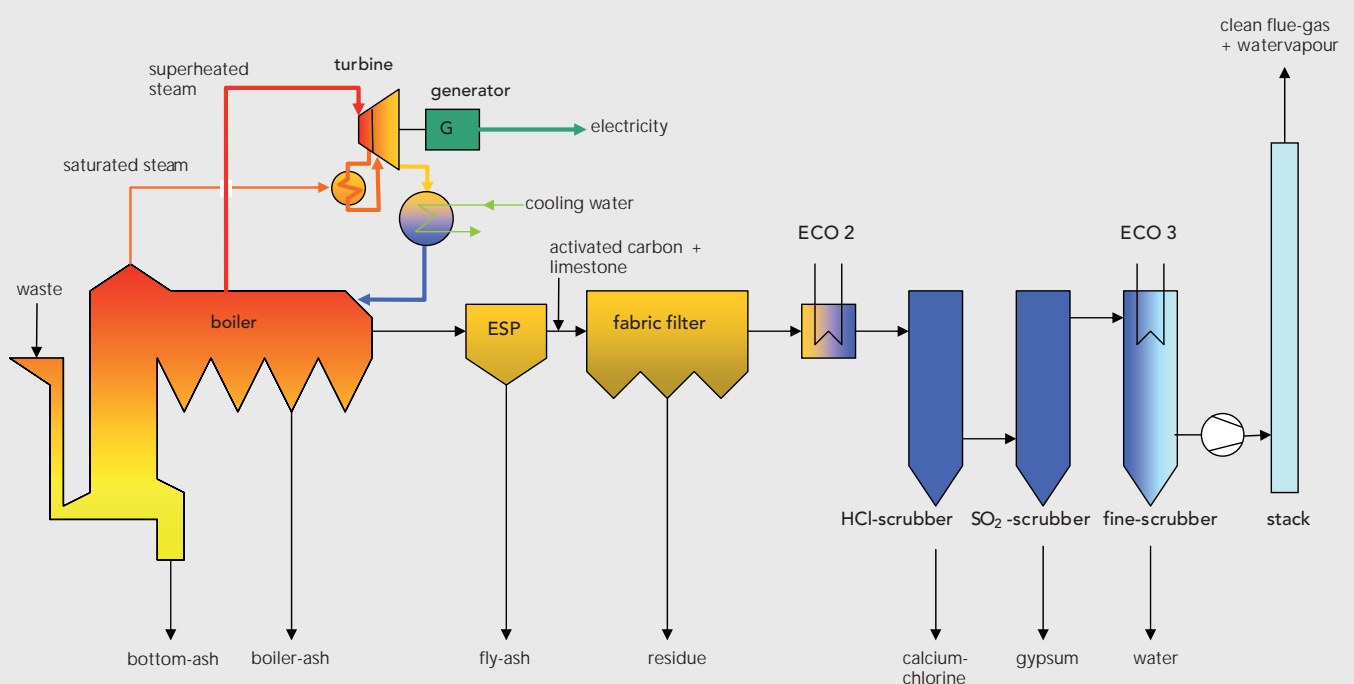 clean flue-gas
+ watervapour
turbine
superheated
steam
generator
G
electricity
saturated steam
cooling water
ECO 2
ECO 3
activated carbon +
limestone
waste
boiler
ESP
fabric filter
HCl-scrubber
SO₂ -scrubber
fine-scrubber
stack
bottom-ash
boiler-ash
fly-ash
residue
calcium-
chlorine
gypsum
water